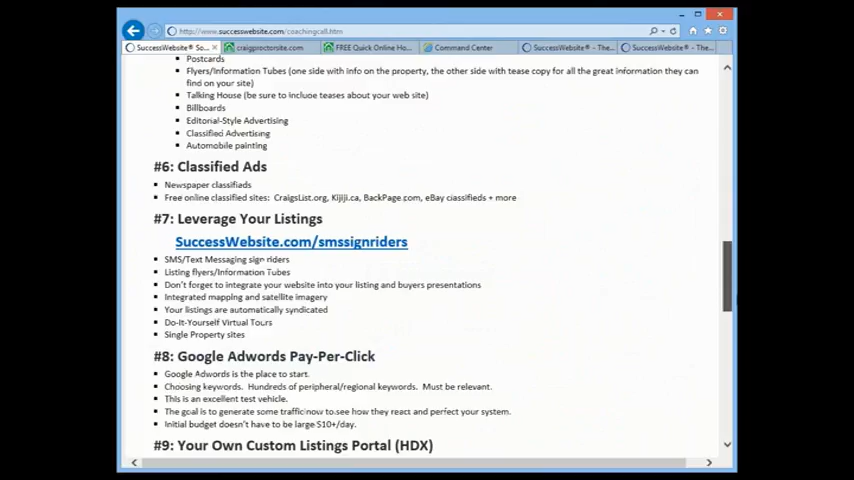 http://www.successwebsite.com/coachingcall.htm
SuccessWebsite® So...
craigproctorsite.com
FREE Quick Online Ho...
Command Center
SuccessWebsite® - The...
SuccessWebsite® - The...
Postcards
Flyers/Information Tubes (one side with info on the property, the other side with tease copy for all the great information they can
find on your site)
Talking House (be sure to include teases about your web site)
Billboards
Editorial-Style Advertising
Classified Advertising
Automobile painting
#6: Classified Ads
Newspaper classifieds
Free online classified sites: CraigsList.org, Kijiji.ca, BackPage.com, eBay classifieds + more
#7: Leverage Your Listings
SuccessWebsite.com/smssignriders
SMS/Text Messaging sign riders
Listing flyers/Information Tubes
Don't forget to integrate your website into your listing and buyers presentations
Integrated mapping and satellite imagery
Your listings are automatically syndicated
Do-It-Yourself Virtual Tours
Single Property sites
#8: Google Adwords Pay-Per-Click
Google Adwords is the place to start.
Choosing keywords. Hundreds of peripheral/regional keywords. Must be relevant.
This is an excellent test vehicle.
The goal is to generate some traffic now to see how they react and perfect your system.
Initial budget doesn't have to be large $10+/day.
#9: Your Own Custom Listings Portal (HDX)